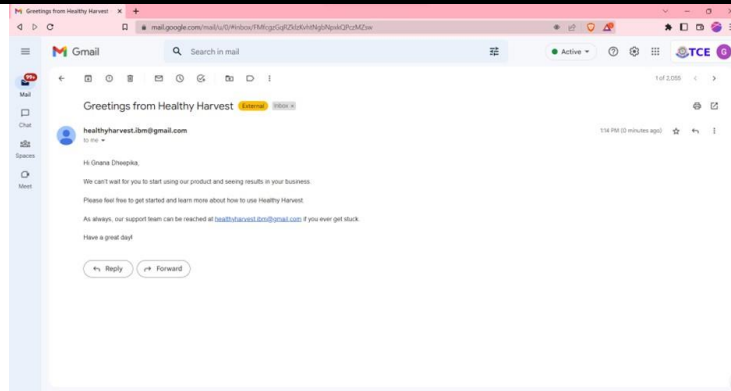 Greetings from Healthy Harvest
mail.google.com/mail/u/0/#inbox/FMfcgzGqRZklzKvhtNgbNpxkQPczMZsw
Gmail
Search in mail
Active
TCE
G
99+
Mail
Chat
Spaces
Meet
1 of 2,055
Greetings from Healthy Harvest External Inbox x
healthyharvest.ibm@gmail.com
to me
1:14 PM (0 minutes ago)
Hi Gnana Dheepika,
We can't wait for you to start using our product and seeing results in your business.
Please feel free to get started and learn more about how to use Healthy Harvest.
As always, our support team can be reached at healthyharvest.ibm@gmail.com if you ever get stuck.
Have a great day!
Reply
Forward